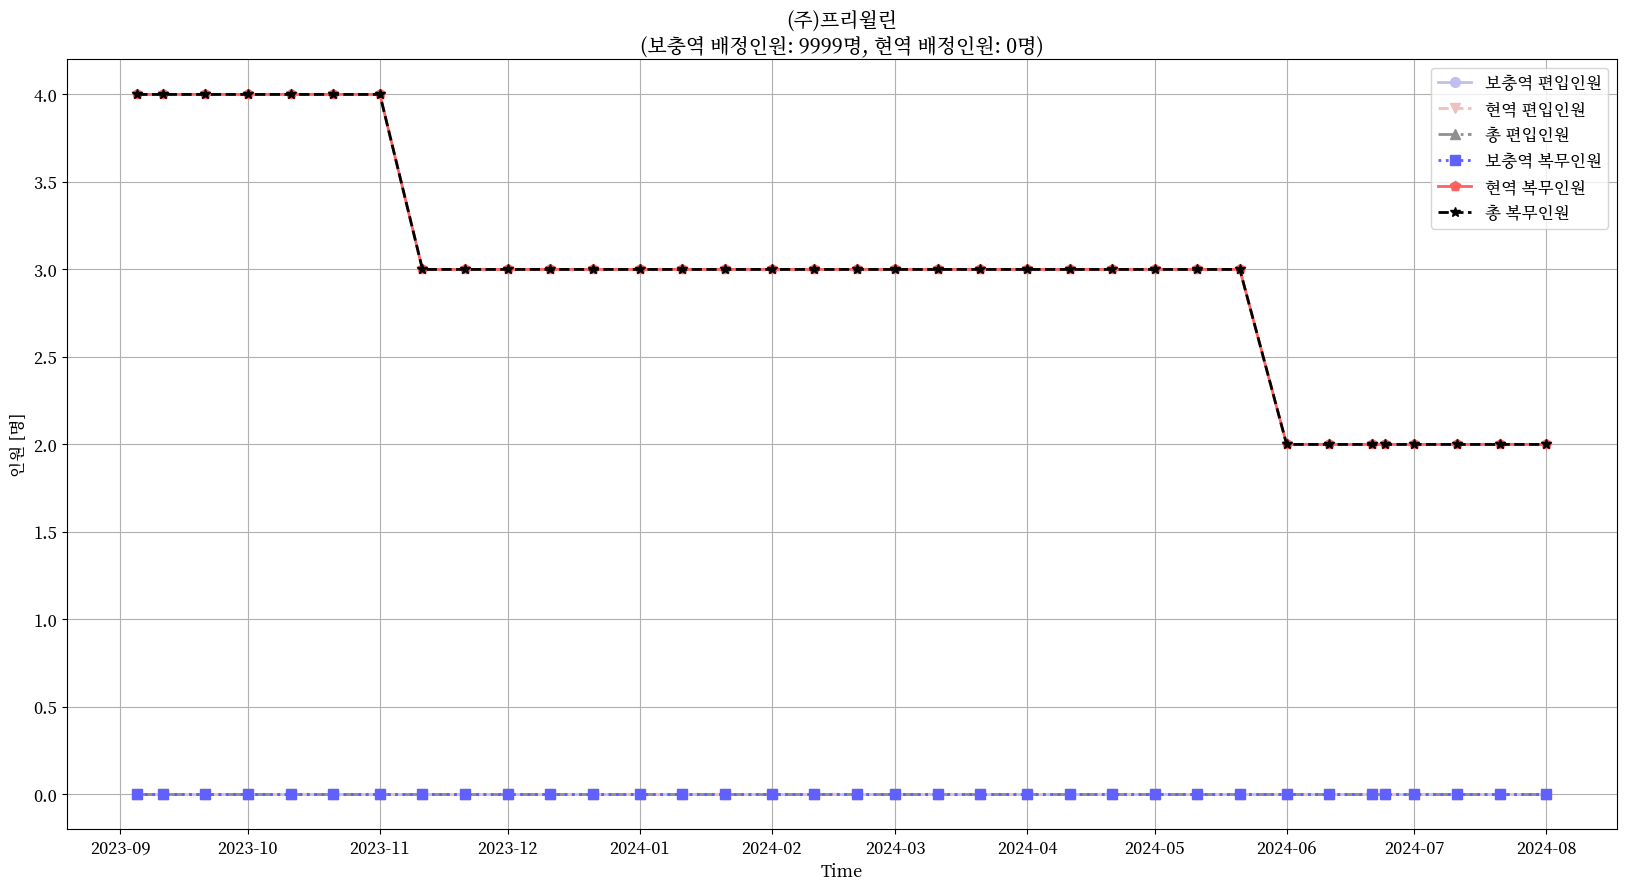 (주)프리윌린
(보충역 배정인원: 9999명, 현역 배정인원: 0명)
보충역 편입인원
현역 편입인원
총 편입인원
보충역 복무인원
현역 복무인원
총 복무인원
인원 [명]
4.0
3.5
3.0
2.5
2.0
1.5
1.0
0.5
0.0
2023-09 2023-10 2023-11 2023-12 2024-01 2024-02 2024-03 2024-04 2024-05 2024-06 2024-07 2024-08
Time